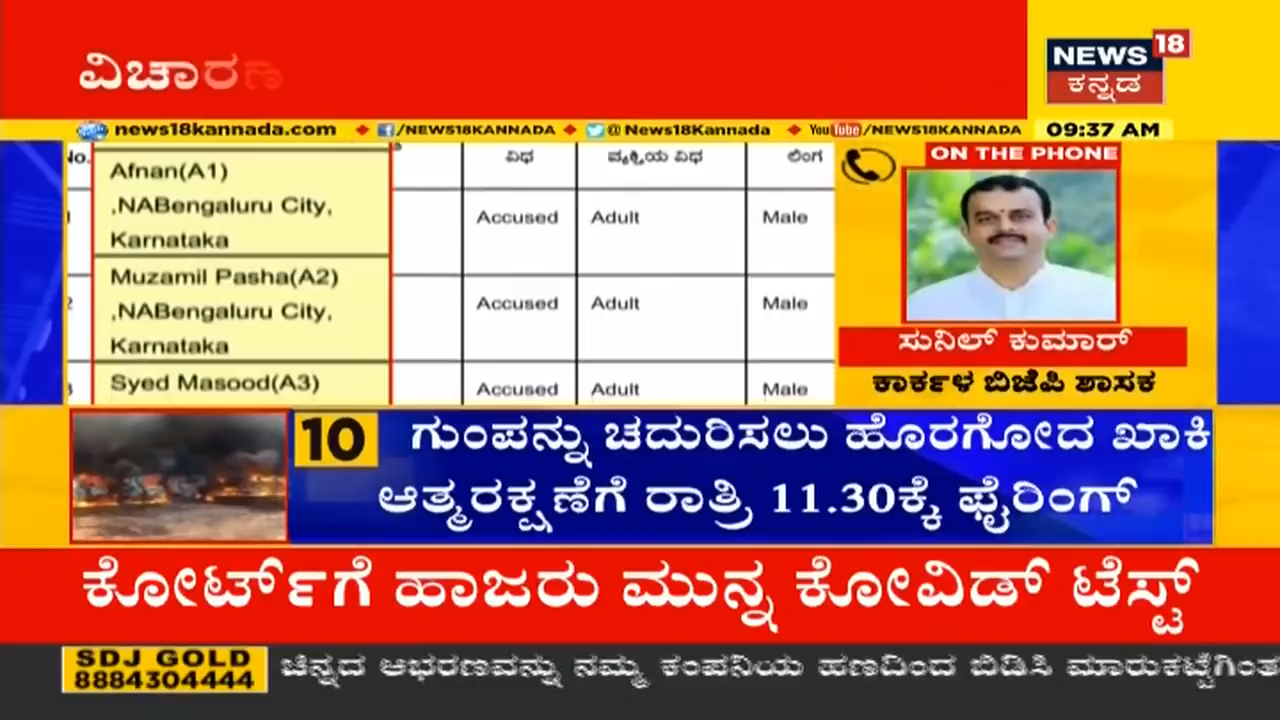 ವಿಚಾರಣ
NEWS 18
ಕನ್ನಡ
news18kannada.com /NEWS18KANNADA @News18Kannada YouTube/NEWS18KANNADA 09:37 AM
No. ವಿಧ ವ್ಯಕ್ತಿಯ ವಿಧ ಲಿಂಗ
Afnan(A1)
,NABengaluru City,
Karnataka
Accused Adult Male
Muzamil Pasha(A2)
,NABengaluru City,
Karnataka
Accused Adult Male
Syed Masood(A3)
Accused Adult Male
ON THE PHONE
ಸುನಿಲ್ ಕುಮಾರ್
ಕಾರ್ಕಳ ಬಿಜೆಪಿ ಶಾಸಕ
10 ಗುಂಪನ್ನು ಚದುರಿಸಲು ಹೊರಗೋದ ಖಾಕಿ
ಆತ್ಮರಕ್ಷಣೆಗೆ ರಾತ್ರಿ 11.30ಕ್ಕೆ ಫೈರಿಂಗ್
ಕೋರ್ಟ್‌ಗೆ ಹಾಜರು ಮುನ್ನ ಕೋವಿಡ್ ಟೆಸ್ಟ್
SDJ GOLD
8884304444
ಚಿನ್ನದ ಆಭರಣವನ್ನು ನಮ್ಮ ಕಂಪನಿಯ ಹಣದಿಂದ ಬಿಡಿಸಿ ಮಾರುಕಟ್ಟೆಗಿಂತ